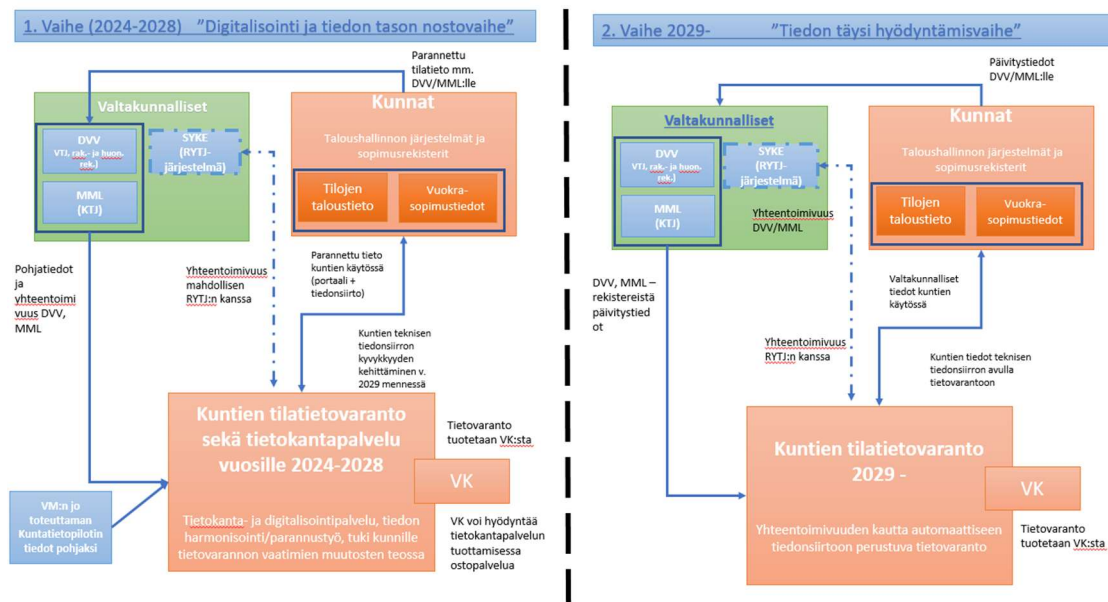 1. Vaihe (2024-2028) ”Digitalisointi ja tiedon tason nostovaihe”
Parannettu
tilatieto mm.
DVV/MML:lle
Valtakunnalliset
DVV
VTJ, rak.- ja huon.
rek.)
SYKE
(RYTJ-
järjestelmä)
MML
(KTJ)
Kunnat
Taloushallinnon järjestelmät ja
sopimusrekisterit
Tilojen
taloustieto
Vuokra-
sopimustiedot
Pohjatiedot
ja
yhteentoimi
vuus DVV,
MML
Yhteentoimivuus
mahdollisen
RYTJ:n kanssa
Parannettu tieto
kuntien käytössä
(portaali +
tiedonsiirto)
Kuntien teknisen
tiedonsiirron
kyvykkyyden
kehittäminen v.
2029 mennessä
Kuntien tilatietovaranto
sekä tietokantapalvelu
vuosille 2024-2028
Tietokanta- ja digitalisointipalvelu, tiedon
harmonisointi/parannustyö, tuki kunnille
tietovarannon vaatimien muutosten teossa
Tietovaranto
tuotetaan VK:sta
VK
VK voi hyödyntää
tietokantapalvelun
tuottamisessa
ostopalvelua
VM:n jo
toteuttaman
Kuntatietopilotin
tiedot pohjaksi
2. Vaihe 2029- ”Tiedon täysi hyödyntämisvaihe”
Päivitystiedot
DVV/MML:lle
Valtakunnalliset
DVV
VTJ, rak.- ja huon.
rek.)
SYKE
(RYTJ-
järjestelmä)
MML
(KTJ)
Yhteentoimivuus
DVV/MML
Kunnat
Taloushallinnon järjestelmät ja
sopimusrekisterit
Tilojen
taloustieto
Vuokra-
sopimustiedot
DVV, MML –
rekistereistä
päivitystied
ot
Valtakunnalliset
tiedot kuntien
käytössä
Yhteentoimivuus
RYTJ:n kanssa
Kuntien tiedot teknisen
tiedonsiirron avulla
tietovarantoon
Kuntien tilatietovaranto
2029 -
VK
Yhteentoimivuuden kautta automaattiseen
tiedonsiirtoon perustuva tietovaranto
Tietovaranto
tuotetaan VK:sta